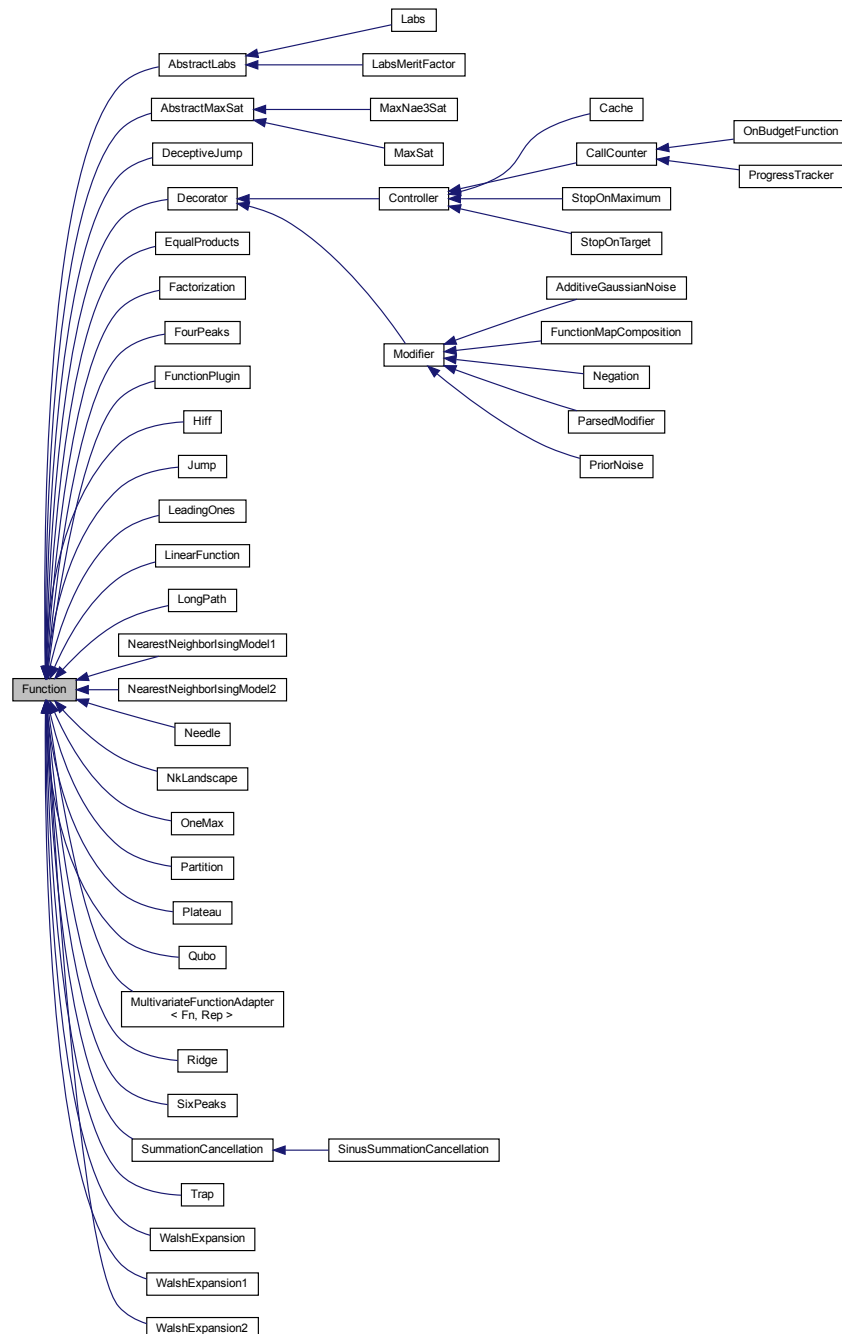 Labs
AbstractLabs
LabsMeritFactor
AbstractMaxSat
MaxNae3Sat
Cache
OnBudgetFunction
DeceptiveJump
MaxSat
CallCounter
ProgressTracker
Decorator
Controller
StopOnMaximum
EqualProducts
StopOnTarget
Factorization
AdditiveGaussianNoise
FourPeaks
FunctionMapComposition
Modifier
FunctionPlugin
Negation
Hiff
ParsedModifier
Jump
PriorNoise
LeadingOnes
LinearFunction
LongPath
NearestNeighborIsingModel1
Function
NearestNeighborIsingModel2
Needle
NkLandscape
OneMax
Partition
Plateau
Qubo
MultivariateFunctionAdapter
< Fn, Rep >
Ridge
SixPeaks
SummationCancellation
SinusSummationCancellation
Trap
WalshExpansion
WalshExpansion1
WalshExpansion2